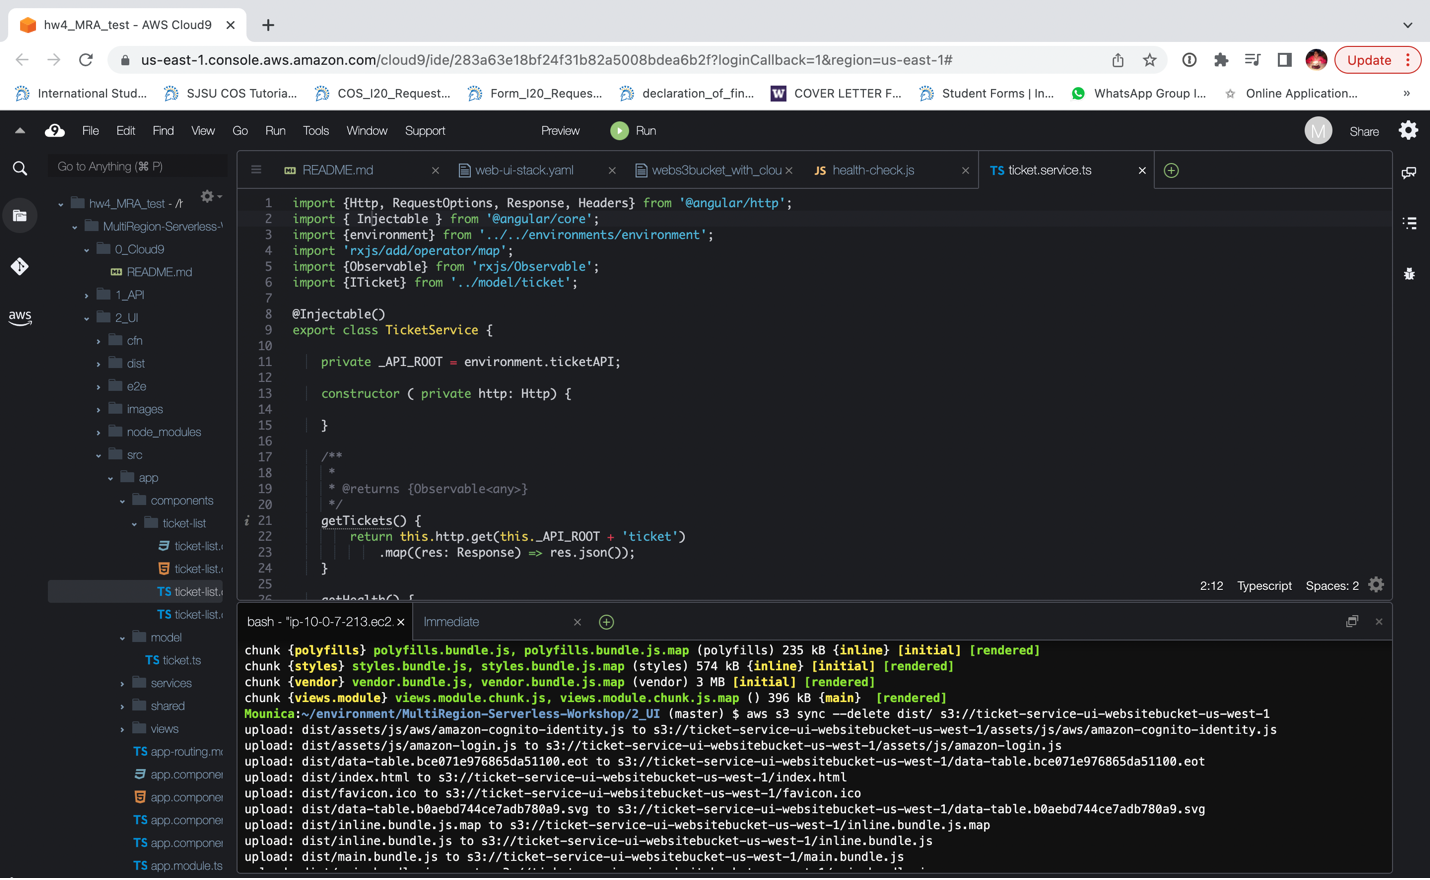 hw4_MRA_test - AWS Cloud9
us-east-1.console.aws.amazon.com/cloud9/ide/283a63e18bf24f31b82a5008bdea6b2f?loginCallback=1&region=us-east-1#
Update
International Stud...
SJSU COS Tutoria...
COS_I20_Request...
Form_I20_Reques...
declaration_of_fin...
W
COVER LETTER F...
Student Forms | In...
WhatsApp Group I...
Online Application...
»
9 File Edit Find View Go Run Tools Window Support
Preview
Run
M
Share
Go to Anything (⌘ P)
README.md
web-ui-stack.yaml
webs3bucket_with_clou
JS health-check.js
TS ticket.service.ts
aws
hw4_MRA_test - /h
MultiRegion-Serverless-
0_Cloud9
README.md
1_API
2_UI
cfn
dist
e2e
images
node_modules
src
app
components
ticket-list
ticket-list.
ticket-list.
TS ticket-list.
TS ticket-list.
model
TS ticket.ts
services
shared
views
TS app-routing.mo
app.componen
app.componen
TS app.componen
TS app.componen
TS app.module.ts
1 import {Http, RequestOptions, Response, Headers} from '@angular/http';
2 import { Injectable } from '@angular/core';
3 import {environment} from '../../environments/environment';
4 import 'rxjs/add/operator/map';
5 import {Observable} from 'rxjs/Observable';
6 import {ITicket} from '../model/ticket';
7
8 @Injectable()
9 export class TicketService {
10
11 private _API_ROOT = environment.ticketAPI;
12
13 constructor ( private http: Http) {
14
15 }
16
17 /**
18 *
19 * @returns {Observable<any>}
20 */
21 getTickets() {
22 return this.http.get(this._API_ROOT + 'ticket')
23 .map((res: Response) => res.json());
24 }
25
26 getHealth() {
2:12 Typescript Spaces: 2
bash - "ip-10-0-7-213.ec2.
Immediate
chunk {polyfills} polyfills.bundle.js, polyfills.bundle.js.map (polyfills) 235 kB {inline} [initial] [rendered]
chunk {styles} styles.bundle.js, styles.bundle.js.map (styles) 574 kB {inline} [initial] [rendered]
chunk {vendor} vendor.bundle.js, vendor.bundle.js.map (vendor) 3 MB [initial] [rendered]
chunk {views.module} views.module.chunk.js, views.module.chunk.js.map () 396 kB {main} [rendered]
Mounica:~/environment/MultiRegion-Serverless-Workshop/2_UI (master) $ aws s3 sync --delete dist/ s3://ticket-service-ui-websitebucket-us-west-1
upload: dist/assets/js/aws/amazon-cognito-identity.js to s3://ticket-service-ui-websitebucket-us-west-1/assets/js/aws/amazon-cognito-identity.js
upload: dist/assets/js/amazon-login.js to s3://ticket-service-ui-websitebucket-us-west-1/assets/js/amazon-login.js
upload: dist/data-table.bce071e976865da51100.eot to s3://ticket-service-ui-websitebucket-us-west-1/data-table.bce071e976865da51100.eot
upload: dist/index.html to s3://ticket-service-ui-websitebucket-us-west-1/index.html
upload: dist/favicon.ico to s3://ticket-service-ui-websitebucket-us-west-1/favicon.ico
upload: dist/data-table.b0aebd744ce7adb780a9.svg to s3://ticket-service-ui-websitebucket-us-west-1/data-table.b0aebd744ce7adb780a9.svg
upload: dist/inline.bundle.js.map to s3://ticket-service-ui-websitebucket-us-west-1/inline.bundle.js.map
upload: dist/inline.bundle.js to s3://ticket-service-ui-websitebucket-us-west-1/inline.bundle.js
upload: dist/main.bundle.js to s3://ticket-service-ui-websitebucket-us-west-1/main.bundle.js